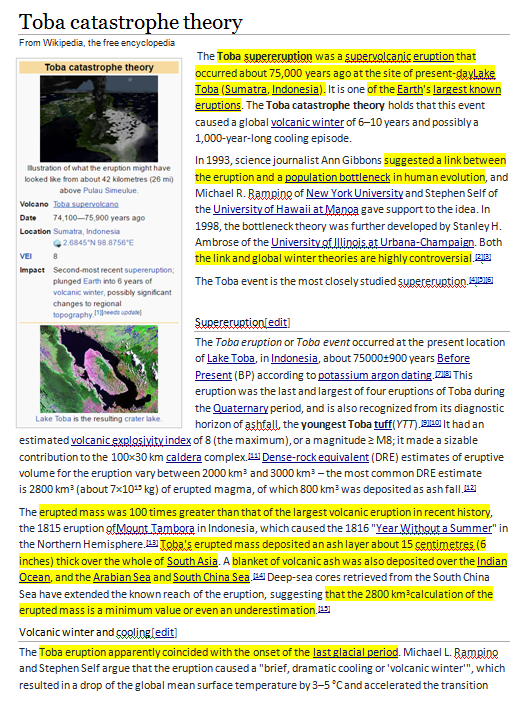 Toba catastrophe theory
From Wikipedia, the free encyclopedia
Toba catastrophe theory
Illustration of what the eruption might have
looked like from about 42 kilometres (26 mi)
above Pulau Simeulue.
Volcano Toba supervolcano
Date 74,100—75,900 years ago
Location Sumatra, Indonesia
2.6845°N 98.8756°E
VEI 8
Impact Second-most recent supereruption;
plunged Earth into 6 years of
volcanic winter, possibly significant
changes to regional
topography.[1][needs update]
Lake Toba is the resulting crater lake.
The Toba supereruption was a supervolcanic eruption that
occurred about 75,000 years ago at the site of present-dayLake
Toba (Sumatra, Indonesia). It is one of the Earth's largest known
eruptions. The Toba catastrophe theory holds that this event
caused a global volcanic winter of 6–10 years and possibly a
1,000-year-long cooling episode.
In 1993, science journalist Ann Gibbons suggested a link between
the eruption and a population bottleneck in human evolution, and
Michael R. Rampino of New York University and Stephen Self of
the University of Hawaii at Manoa gave support to the idea. In
1998, the bottleneck theory was further developed by Stanley H.
Ambrose of the University of Illinois at Urbana-Champaign. Both
the link and global winter theories are highly controversial.[2][3]
The Toba event is the most closely studied supereruption.[4][5][6]
Supereruption[edit]
The Toba eruption or Toba event occurred at the present location
of Lake Toba, in Indonesia, about 75000±900 years Before
Present (BP) according to potassium argon dating.[7][8] This
eruption was the last and largest of four eruptions of Toba during
the Quaternary period, and is also recognized from its diagnostic
horizon of ashfall, the youngest Toba tuff(YTT).[9][10] It had an
estimated volcanic explosivity index of 8 (the maximum), or a magnitude ≥ M8; it made a sizable
contribution to the 100×30 km caldera complex.[11] Dense-rock equivalent (DRE) estimates of eruptive
volume for the eruption vary between 2000 km³ and 3000 km³ – the most common DRE estimate
is 2800 km³ (about 7×10¹⁵ kg) of erupted magma, of which 800 km³ was deposited as ash fall.[12]
The erupted mass was 100 times greater than that of the largest volcanic eruption in recent history,
the 1815 eruption ofMount Tambora in Indonesia, which caused the 1816 "Year Without a Summer" in
the Northern Hemisphere.[13] Toba's erupted mass deposited an ash layer about 15 centimetres (6
inches) thick over the whole of South Asia. A blanket of volcanic ash was also deposited over the Indian
Ocean, and the Arabian Sea and South China Sea.[14] Deep-sea cores retrieved from the South China
Sea have extended the known reach of the eruption, suggesting that the 2800 km³calculation of the
erupted mass is a minimum value or even an underestimation.[15]
Volcanic winter and cooling[edit]
The Toba eruption apparently coincided with the onset of the last glacial period. Michael L. Rampino
and Stephen Self argue that the eruption caused a "brief, dramatic cooling or 'volcanic winter'", which
resulted in a drop of the global mean surface temperature by 3–5 °C and accelerated the transition